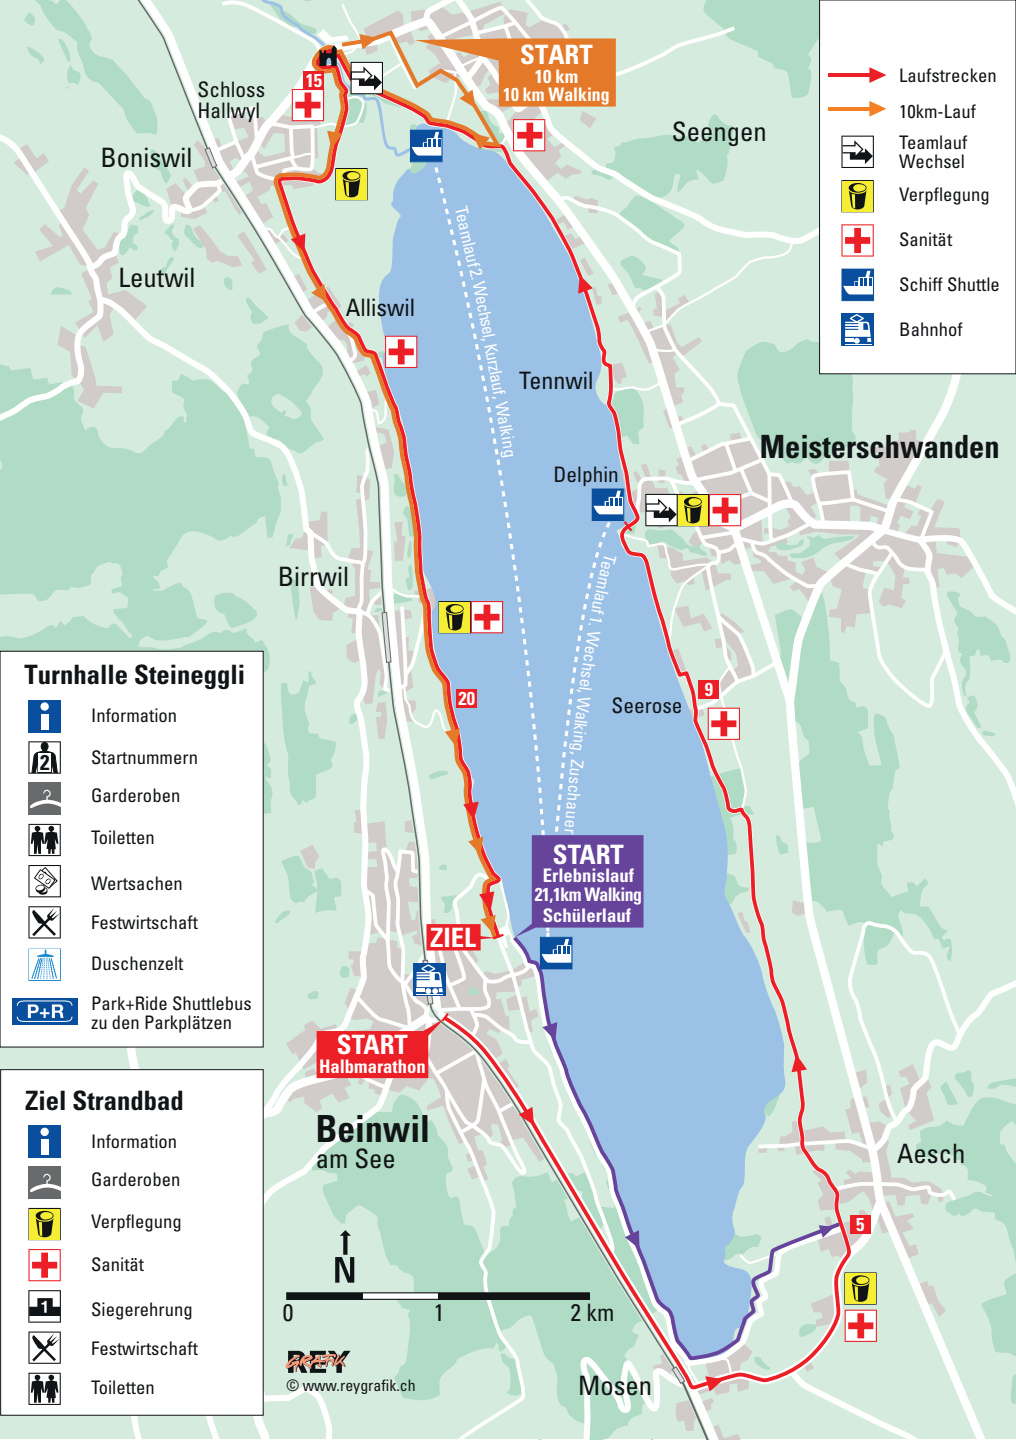 START
10 km
10 km Walking
Laufstrecken
10km-Lauf
Teamlauf
Wechsel
Verpflegung
Sanität
Schiff Shuttle
Bahnhof
Schloss
Hallwyl
15
Seengen
Boniswil
Leutwil
Alliswil
Teamlauf 2. Wechsel, Kurzlauf, Walking
Tennwil
Meisterschwanden
Delphin
Teamlauf 1. Wechsel, Walking, Zuschauer
Birrwil
20
9
Seerose
Turnhalle Steineggli
Information
2
Startnummern
Garderoben
Toiletten
Wertsachen
Festwirtschaft
Duschenzelt
P+R
Park+Ride Shuttlebus
zu den Parkplätzen
START
Erlebnislauf
21,1km Walking
Schülerlauf
ZIEL
START
Halbmarathon
Beinwil
am See
Ziel Strandbad
Information
Garderoben
Verpflegung
Sanität
1
Siegerehrung
Festwirtschaft
Toiletten
Aesch
5
N
0
1
2 km
REY
GRAFIK
© www.reygrafik.ch
Mosen